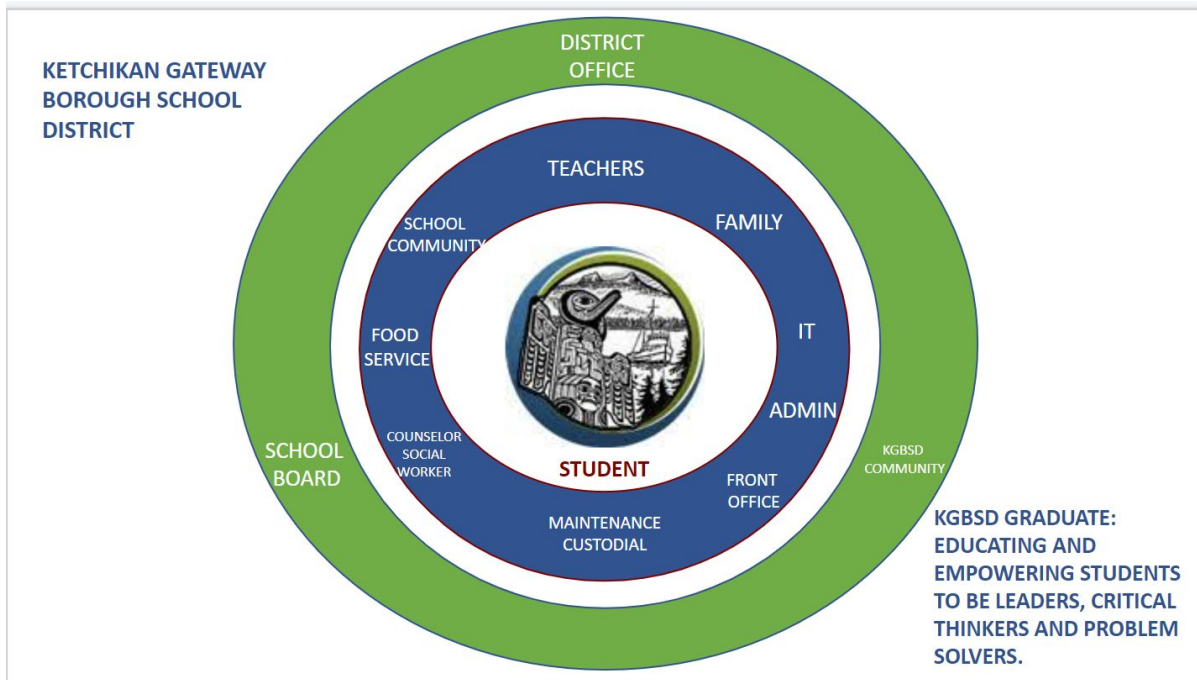 KETCHIKAN GATEWAY
BOROUGH SCHOOL
DISTRICT
DISTRICT
OFFICE
TEACHERS
FAMILY
SCHOOL
COMMUNITY
IT
FOOD
SERVICE
ADMIN
COUNSELOR
SOCIAL
WORKER
SCHOOL
BOARD
STUDENT
FRONT
OFFICE
KGBSD
COMMUNITY
MAINTENANCE
CUSTODIAL
KGBSD GRADUATE:
EDUCATING AND
EMPOWERING STUDENTS
TO BE LEADERS, CRITICAL
THINKERS AND PROBLEM
SOLVERS.